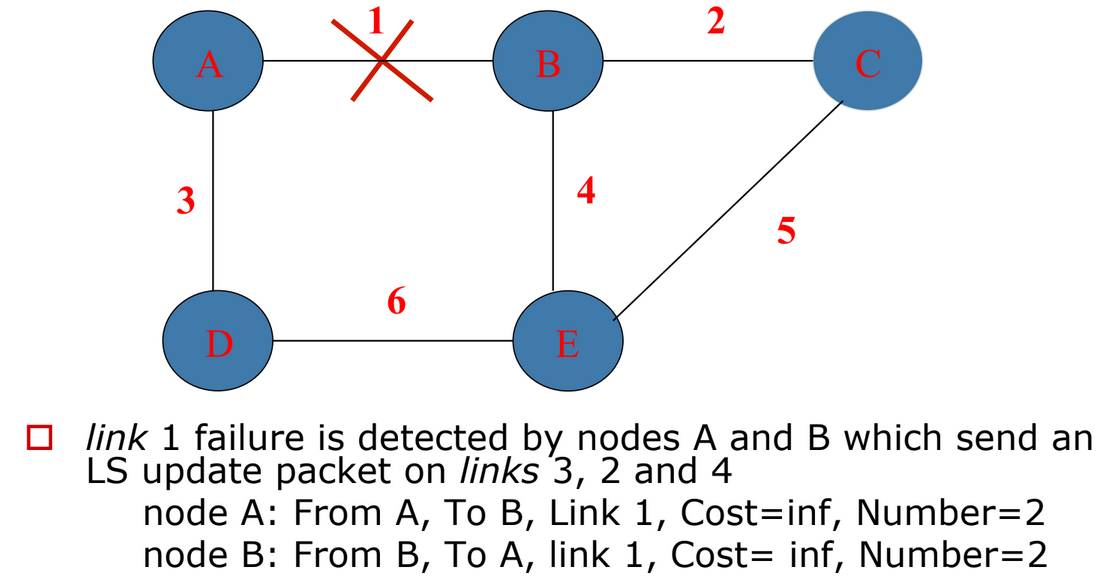 1
2
A
B
C
3
4
5
6
D
E
link 1 failure is detected by nodes A and B which send an
LS update packet on links 3, 2 and 4
node A: From A, To B, Link 1, Cost=inf, Number=2
node B: From B, To A, link 1, Cost= inf, Number=2